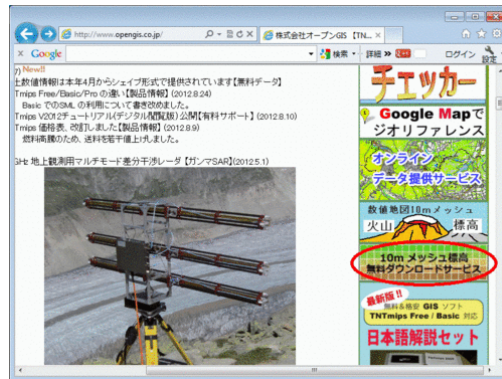 http://www.opengis.co.jp/
株式会社オープンGIS 【TN...
× Google
検索
詳細 »
ログイン
設定
7) New!!
土数値情報は本年4月からシェイプ形式で提供されています【無料データ】
Tmips Free/Basic/Pro の違い【製品情報】(2012.8.24)
Basic でのSML の利用について書き改めました。
Tmips V2012チュートリアル(デジタル閲覧版)公開【有料サポート】(2012.8.10)
Tmips 価格表、改訂しました【製品情報】(2012.8.9)
燃料高騰のため、送料を若干値上げしました。
GHz 地上観測用マルチモード差分干渉レーダ【ガンマSAR】(2012.5.1)
チェッカー
Google Mapで
ジオリファレンス
オンライン
データ提供サービス
数値地図10mメッシュ
火山
標高
10m メッシュ標高
無料ダウンロードサービス
最新版!!
無料&格安 GIS ソフト
TNTmips Free / Basic 対応
日本語解説セット